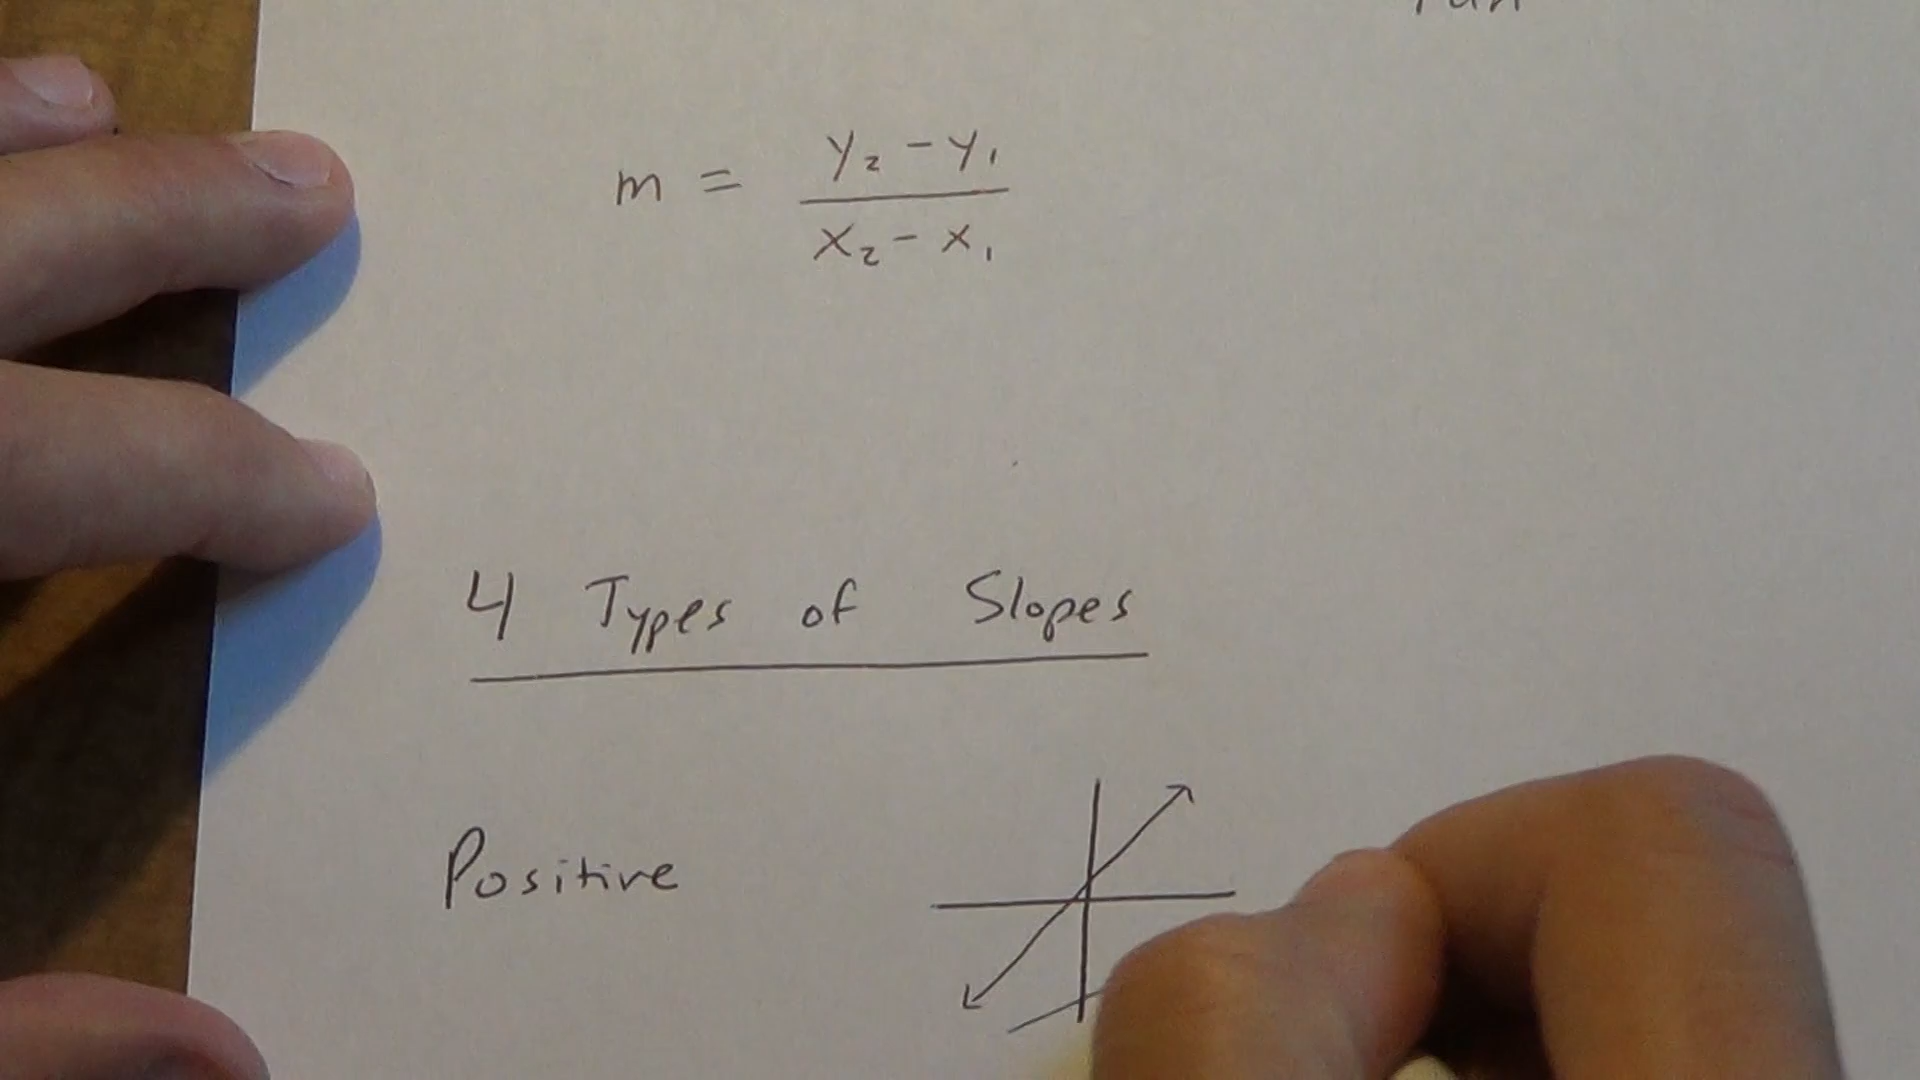 m = y₂ - y₁ / x₂ - x₁
4 Types of Slopes
Positive